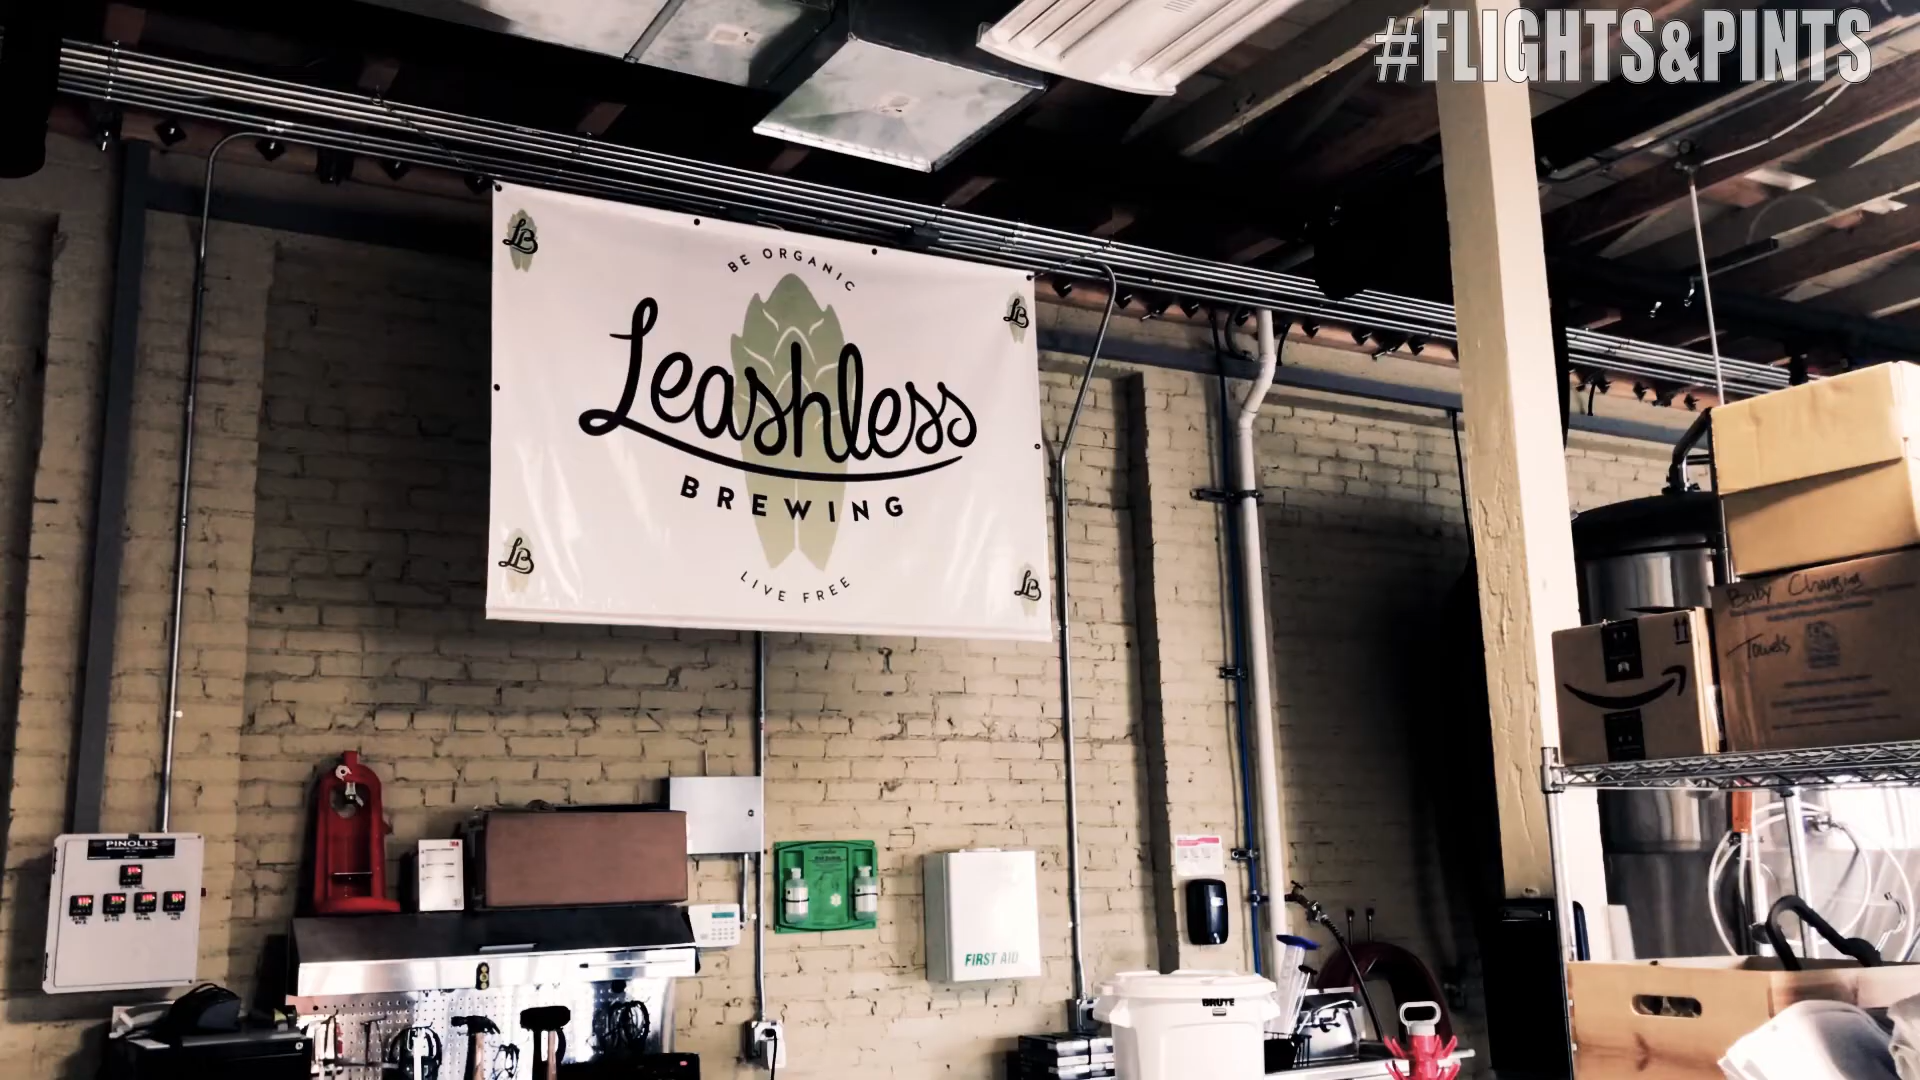 #FLIGHTS&PINTS
LB
BE ORGANIC
LB
Leashless
BREWING
LB
LIVE FREE
LB
Baby Changing
Towels
PINOLI'S
FIRST AID
BRUTE